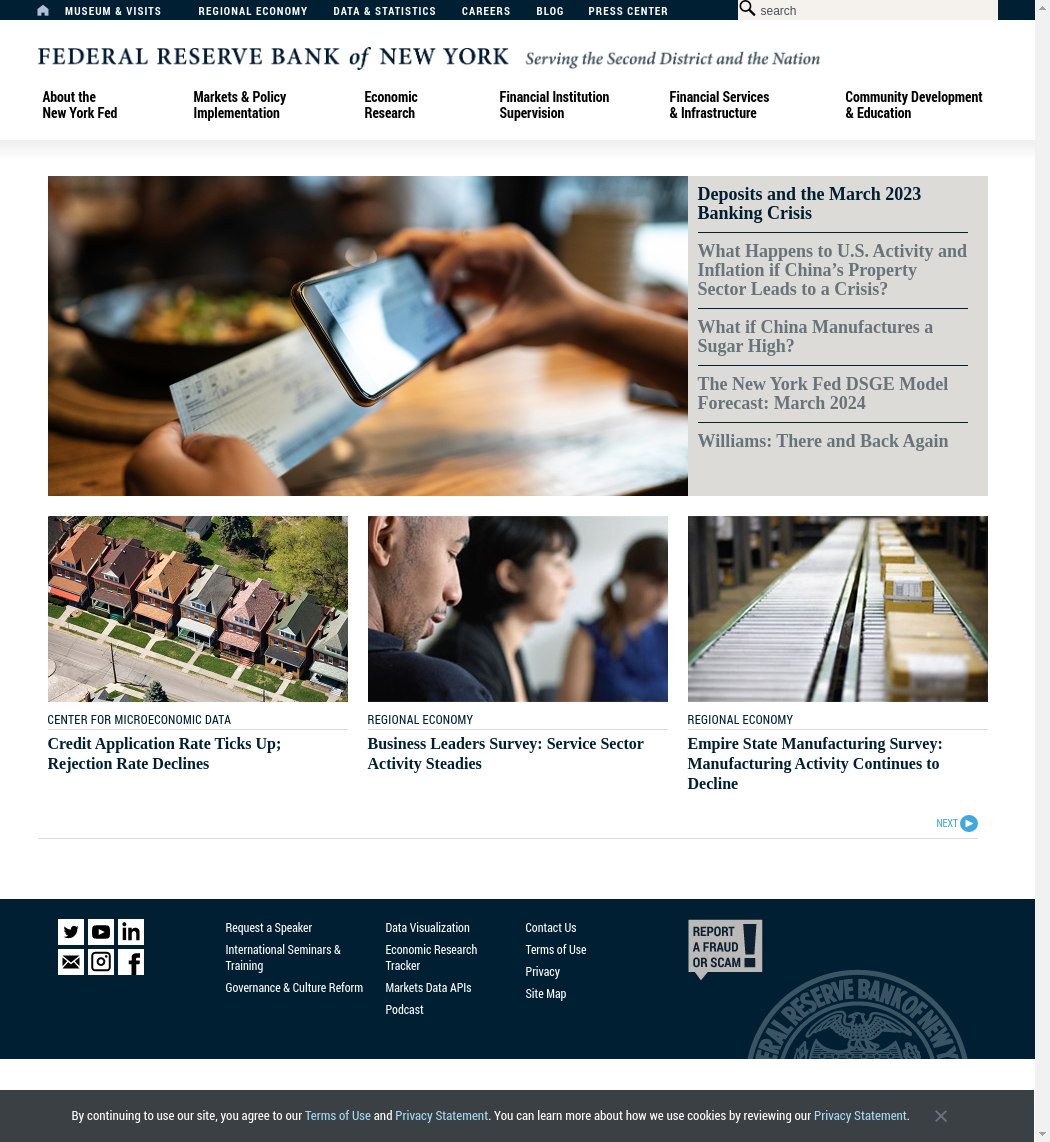 MUSEUM & VISITS REGIONAL ECONOMY DATA & STATISTICS CAREERS BLOG PRESS CENTER search
FEDERAL RESERVE BANK of NEW YORK Serving the Second District and the Nation
About the
New York Fed
Markets & Policy
Implementation
Economic
Research
Financial Institution
Supervision
Financial Services
& Infrastructure
Community Development
& Education
Deposits and the March 2023
Banking Crisis
What Happens to U.S. Activity and
Inflation if China’s Property
Sector Leads to a Crisis?
What if China Manufactures a
Sugar High?
The New York Fed DSGE Model
Forecast: March 2024
Williams: There and Back Again
CENTER FOR MICROECONOMIC DATA
Credit Application Rate Ticks Up;
Rejection Rate Declines
REGIONAL ECONOMY
Business Leaders Survey: Service Sector
Activity Steadies
REGIONAL ECONOMY
Empire State Manufacturing Survey:
Manufacturing Activity Continues to
Decline
NEXT
Request a Speaker
International Seminars &
Training
Governance & Culture Reform
Data Visualization
Economic Research
Tracker
Markets Data APIs
Podcast
Contact Us
Terms of Use
Privacy
Site Map
REPORT
A FRAUD
OR SCAM!
ERAL RESERVE BANK OF NEW YO
By continuing to use our site, you agree to our Terms of Use and Privacy Statement. You can learn more about how we use cookies by reviewing our Privacy Statement.